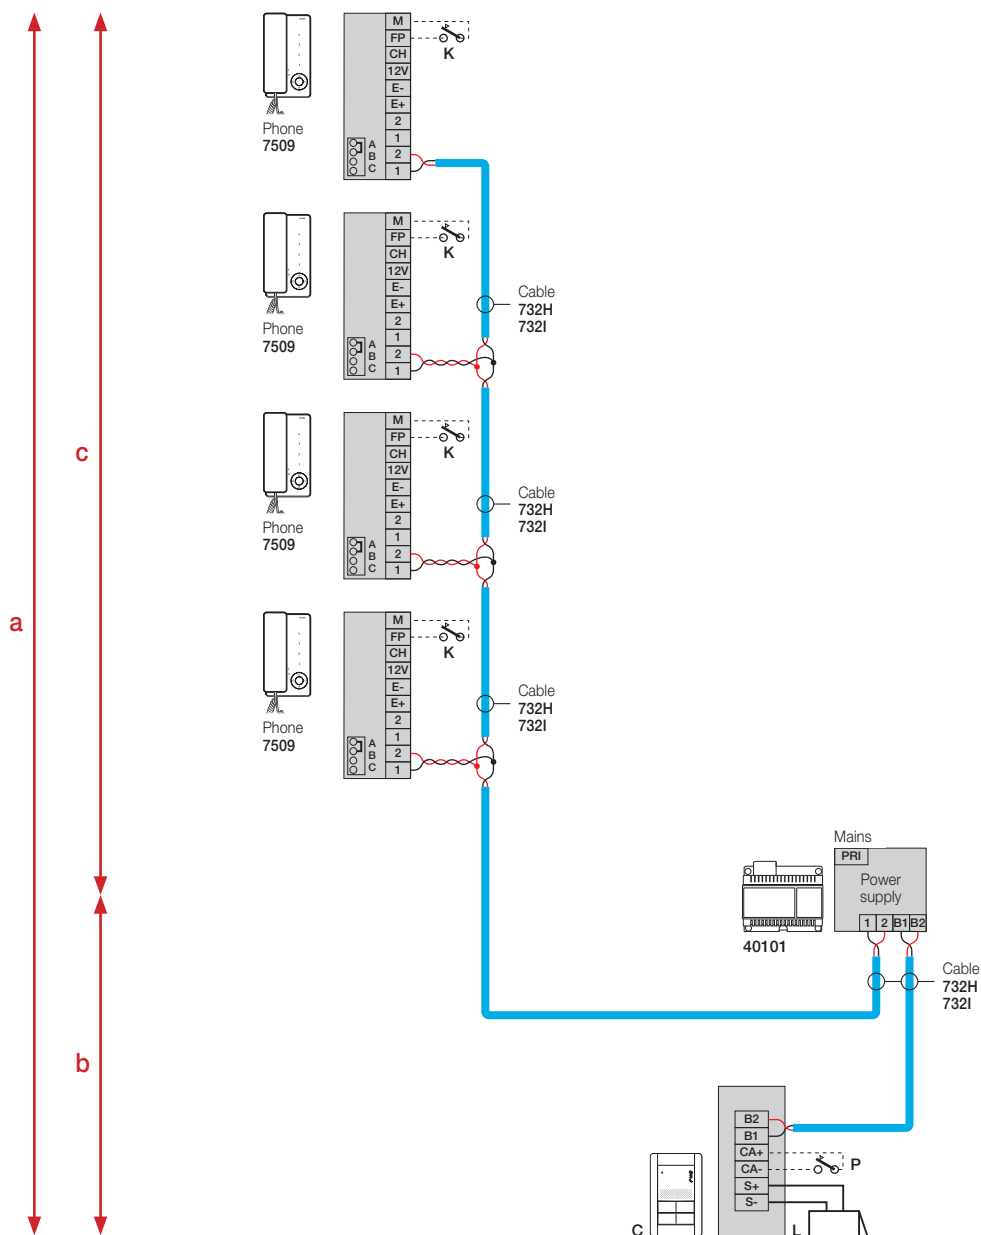 M
FP
K
CH
12V
E-
E+
2
1
A
B
C
2
1
Phone
7509
M
FP
K
CH
12V
E-
E+
2
1
A
B
C
2
1
Phone
7509
Cable
732H
732I
M
FP
K
CH
12V
E-
E+
2
1
A
B
C
2
1
Phone
7509
Cable
732H
732I
c
a
M
FP
K
CH
12V
E-
E+
2
1
A
B
C
2
1
Phone
7509
Cable
732H
732I
Mains
PRI
Power
supply
1 2 B1 B2
40101
Cable
732H
732I
b
B2
B1
CA+
CA-
S+
S-
P
C
L